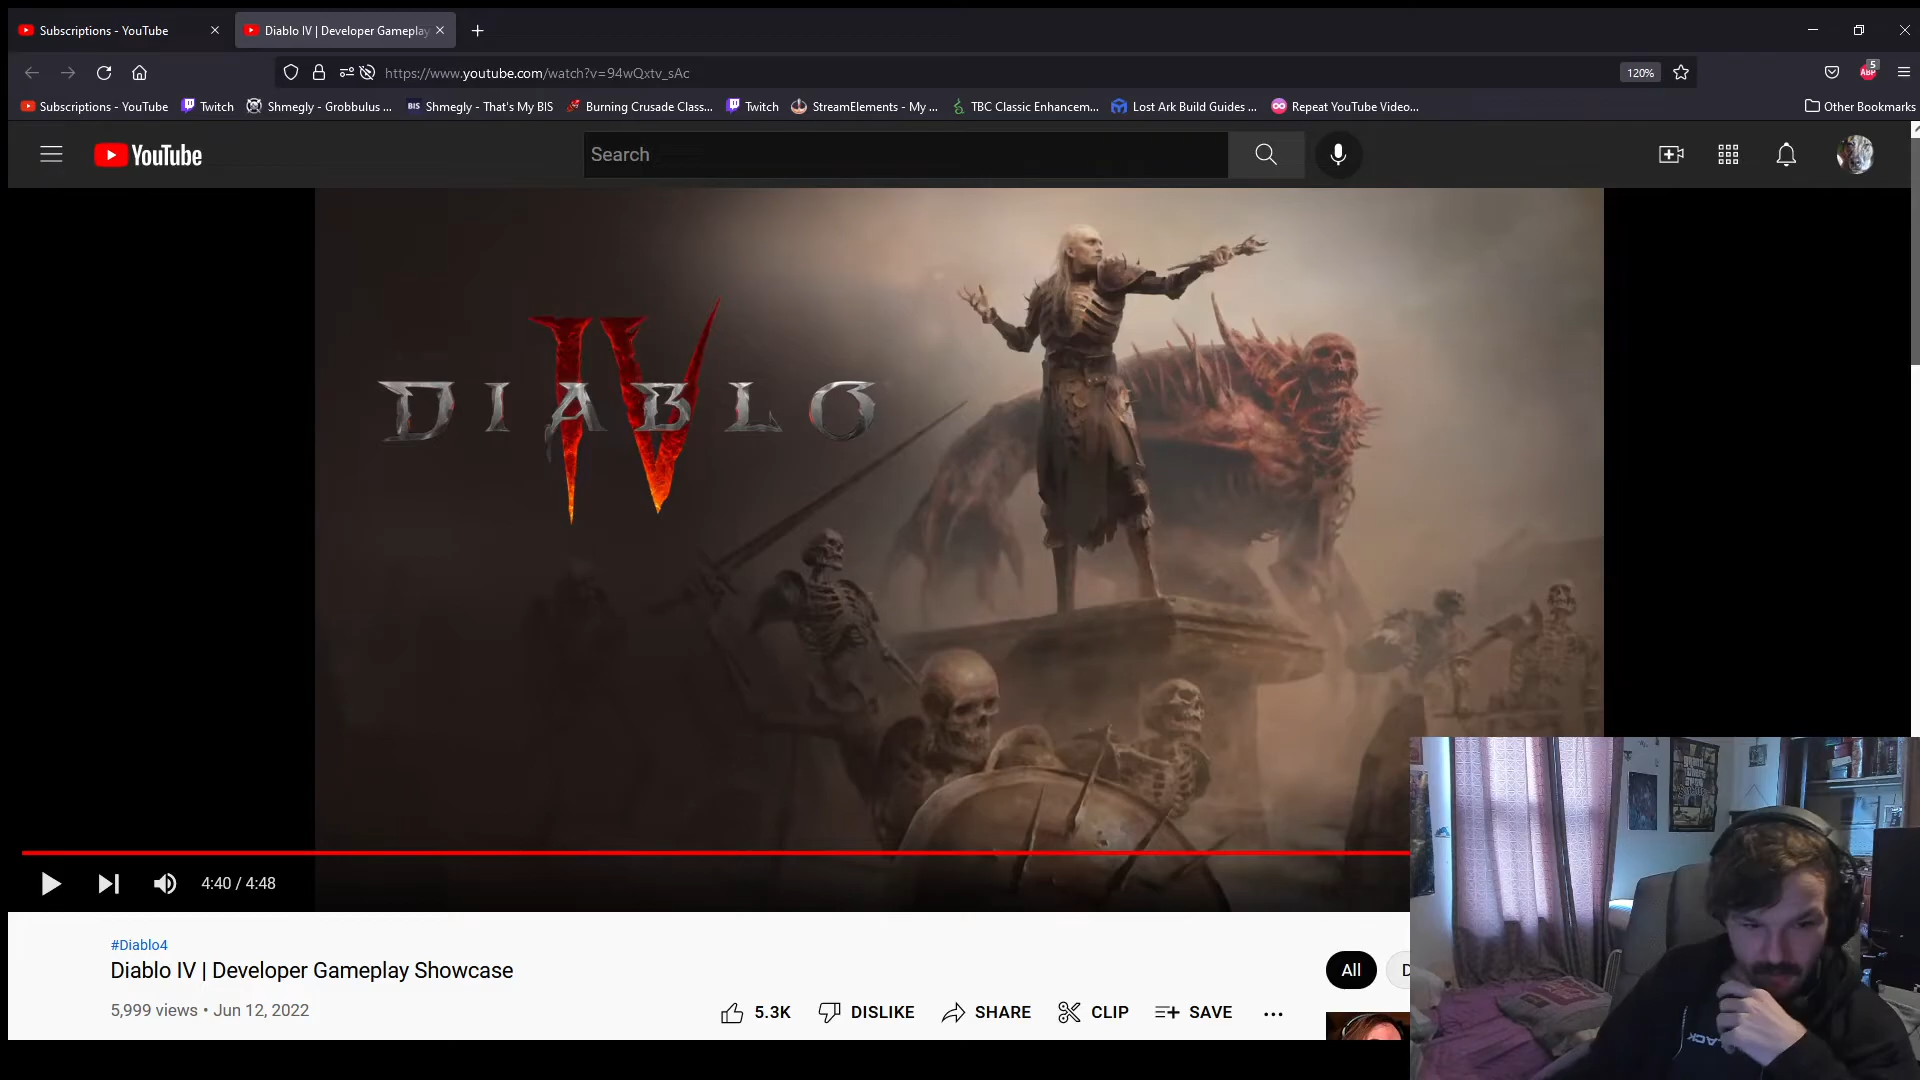 Subscriptions - YouTube
Diablo IV | Developer Gameplay
https://www.youtube.com/watch?v=94wQxtv_sAc
120%
ABP
5
Subscriptions - YouTube
Twitch
Shmegly - Grobbulus ...
BIS
Shmegly - That's My BIS
Burning Crusade Class...
Twitch
StreamElements - My ...
TBC Classic Enhancem...
Lost Ark Build Guides ...
Repeat YouTube Video...
Other Bookmarks
YouTube
Search
DIABLO
IV
4:40 / 4:48
#Diablo4
Diablo IV | Developer Gameplay Showcase
5,999 views • Jun 12, 2022
5.3K
DISLIKE
SHARE
CLIP
SAVE
All